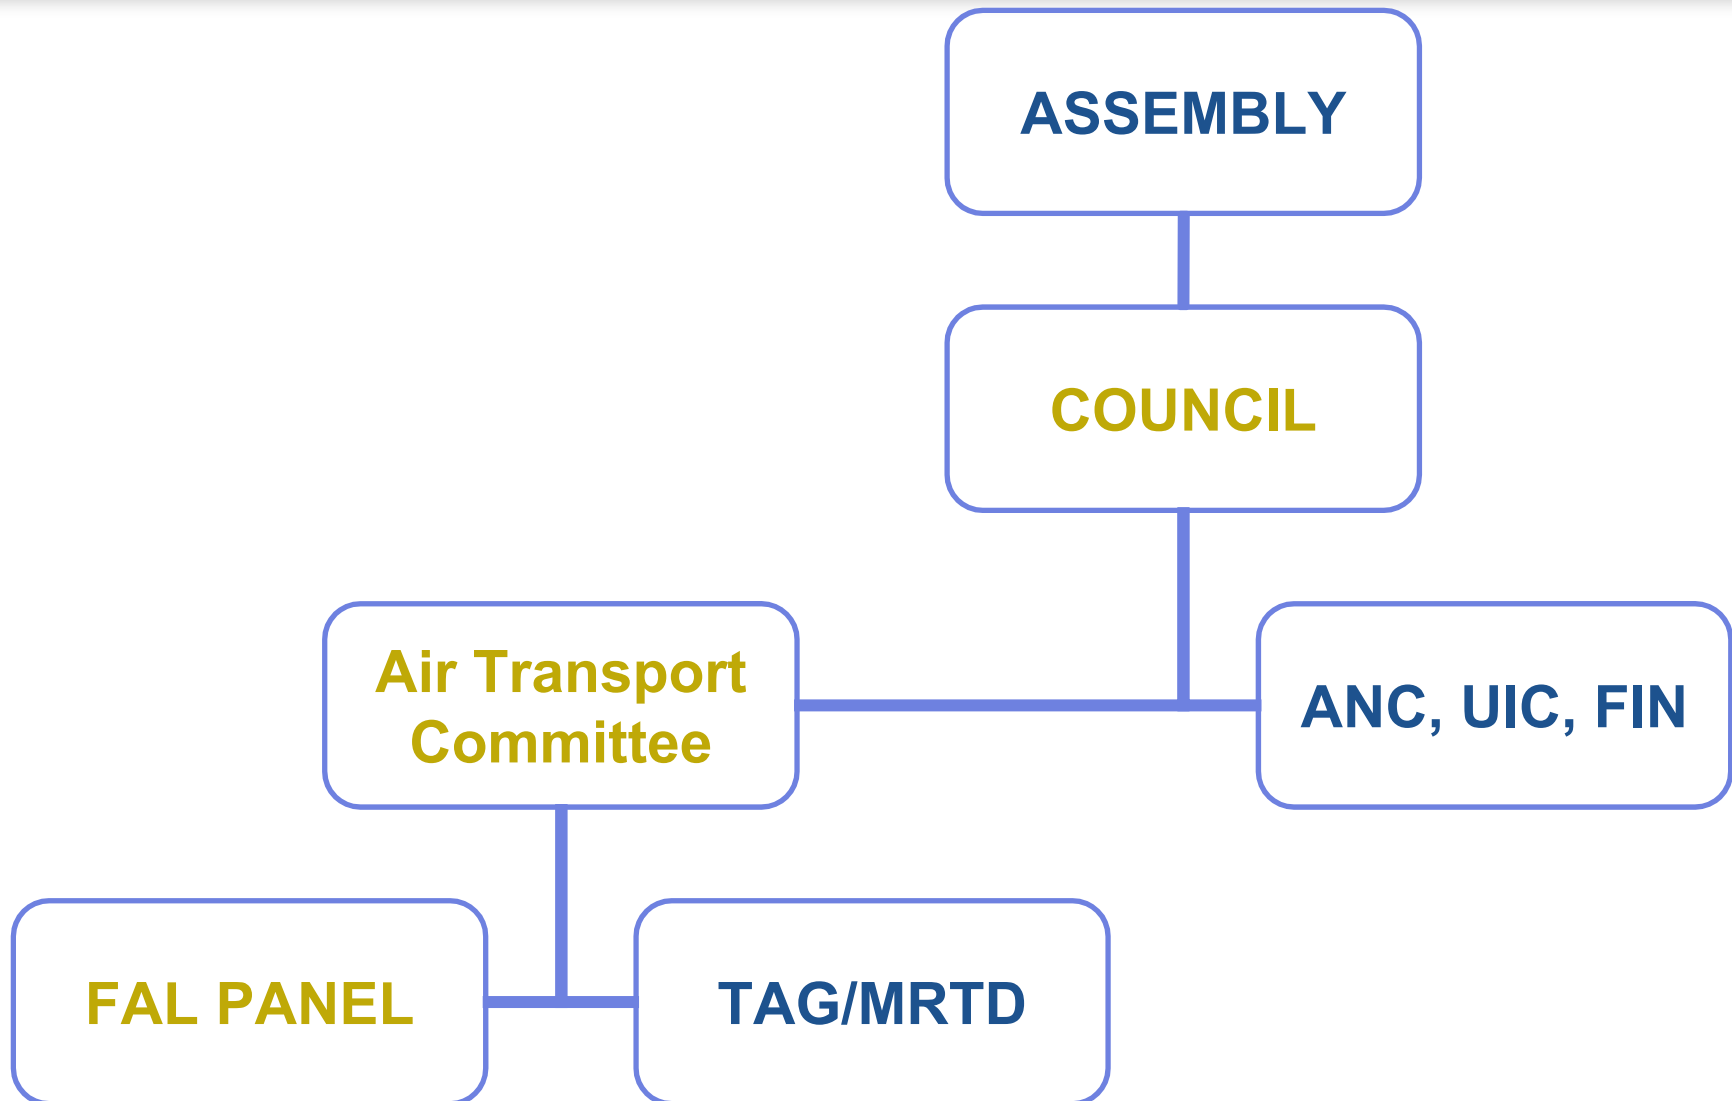 ASSEMBLY
COUNCIL
Air Transport
Committee
ANC, UIC, FIN
FAL PANEL
TAG/MRTD